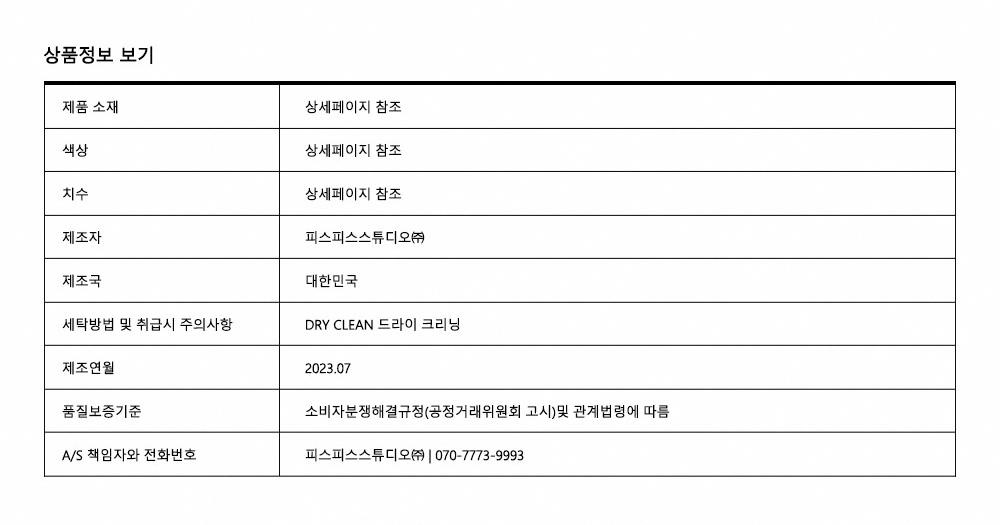 상품정보 보기
제품 소재 상세페이지 참조
색상 상세페이지 참조
치수 상세페이지 참조
제조자 피스피스스튜디오㈜
제조국 대한민국
세탁방법 및 취급시 주의사항 DRY CLEAN 드라이 크리닝
제조연월 2023.07
품질보증기준 소비자분쟁해결규정(공정거래위원회 고시)및 관계법령에 따름
A/S 책임자와 전화번호 피스피스스튜디오㈜ | 070-7773-9993